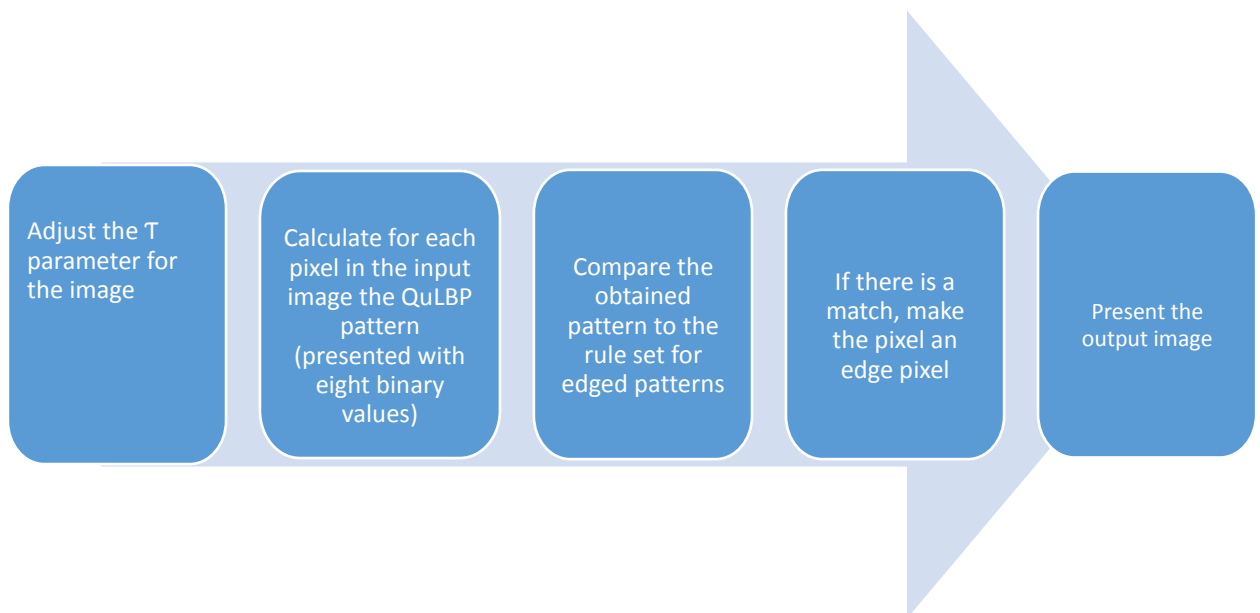 Adjust the Ƭ
parameter for
the image
Calculate for each
pixel in the input
image the QuLBP
pattern
(presented with
eight binary
values)
Compare the
obtained
pattern to the
rule set for
edged patterns
If there is a
match, make
the pixel an
edge pixel
Present the
output image